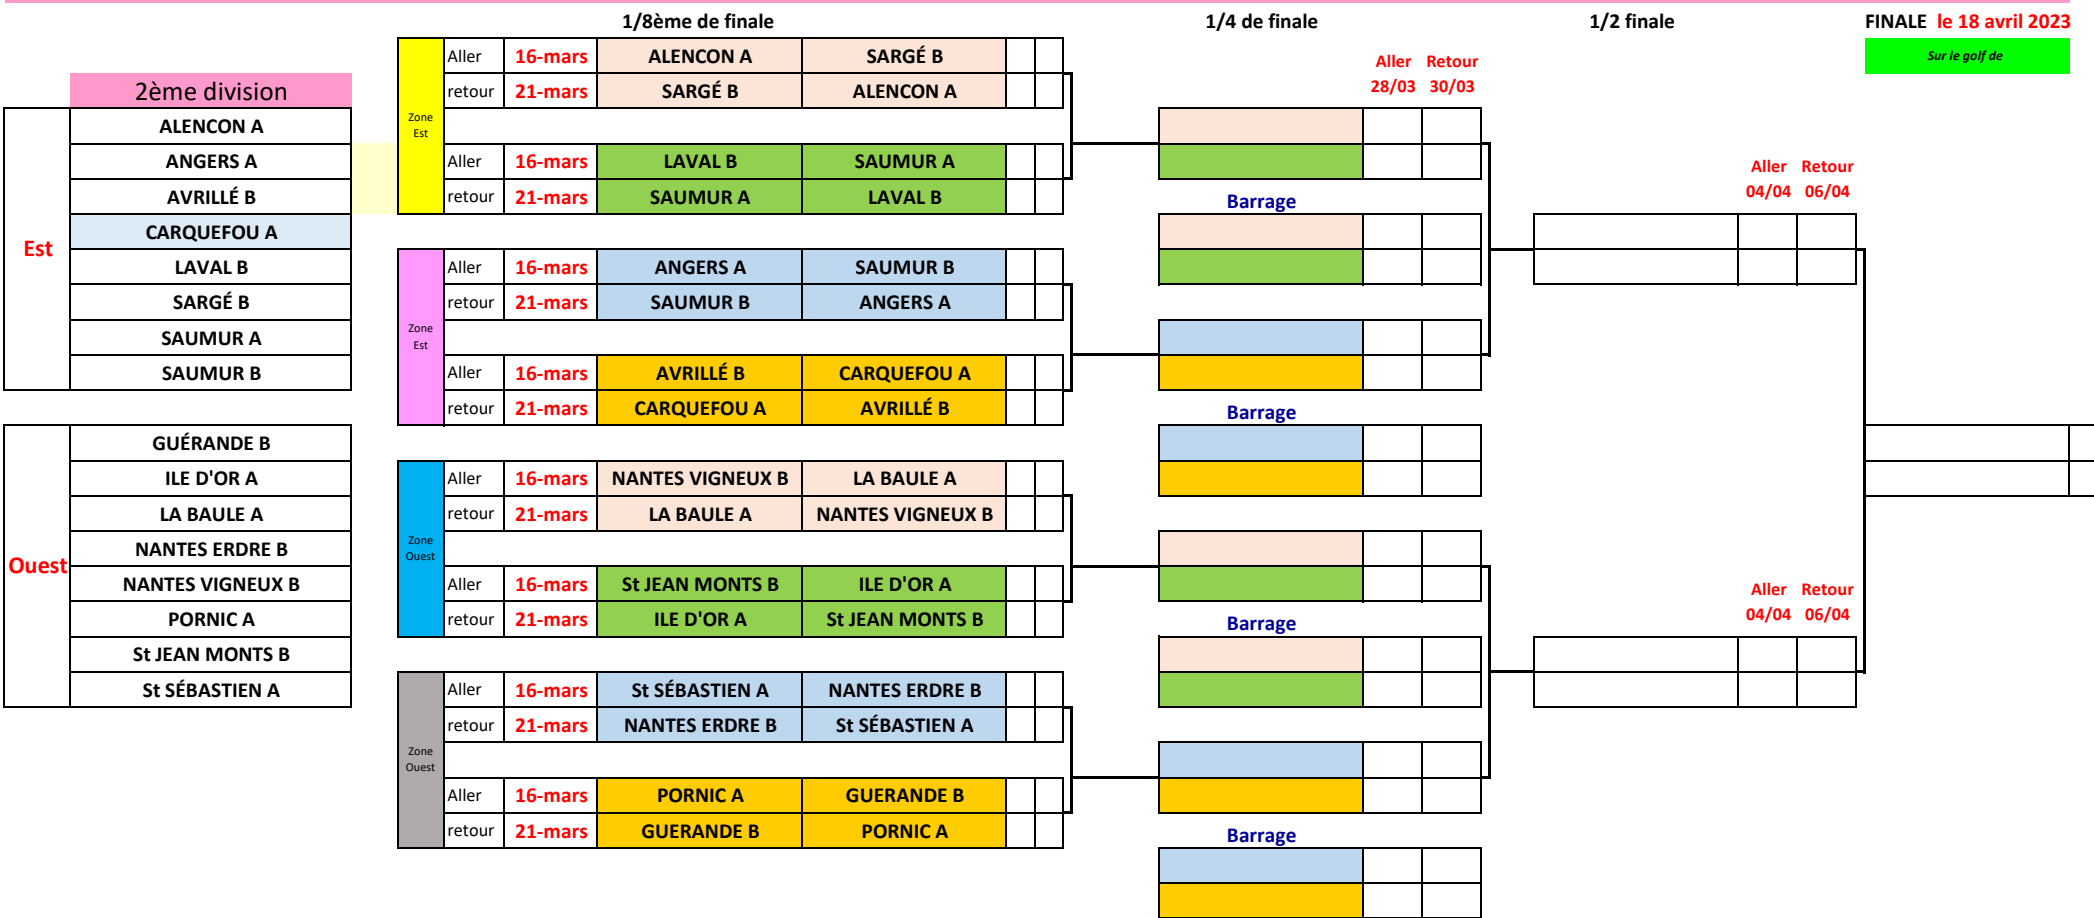 1/8ème de finale
1/4 de finale
1/2 finale
FINALE le 18 avril 2023
Sur le golf de
2ème division
Est
ALENCON A
ANGERS A
AVRILLÉ B
CARQUEFOU A
LAVAL B
SARGÉ B
SAUMUR A
SAUMUR B
Ouest
GUÉRANDE B
ILE D'OR A
LA BAULE A
NANTES ERDRE B
NANTES VIGNEUX B
PORNIC A
St JEAN MONTS B
St SÉBASTIEN A
Zone
Est
Aller 16-mars ALENCON A SARGÉ B
retour 21-mars SARGÉ B ALENCON A
Aller 16-mars LAVAL B SAUMUR A
retour 21-mars SAUMUR A LAVAL B
Zone
Est
Aller 16-mars ANGERS A SAUMUR B
retour 21-mars SAUMUR B ANGERS A
Aller 16-mars AVRILLÉ B CARQUEFOU A
retour 21-mars CARQUEFOU A AVRILLÉ B
Zone
Ouest
Aller 16-mars NANTES VIGNEUX B LA BAULE A
retour 21-mars LA BAULE A NANTES VIGNEUX B
Aller 16-mars St JEAN MONTS B ILE D'OR A
retour 21-mars ILE D'OR A St JEAN MONTS B
Zone
Ouest
Aller 16-mars St SÉBASTIEN A NANTES ERDRE B
retour 21-mars NANTES ERDRE B St SÉBASTIEN A
Aller 16-mars PORNIC A GUERANDE B
retour 21-mars GUERANDE B PORNIC A
Aller Retour
28/03 30/03
Barrage
Barrage
Barrage
Barrage
Aller Retour
04/04 06/04
Aller Retour
04/04 06/04